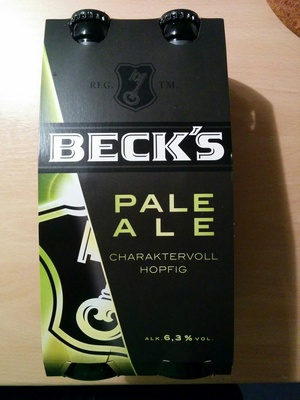 REG. TM.
BECK'S
PALE
ALE
CHARAKTERVOLL
HOPFIG
ALK. 6,3 % VOL.